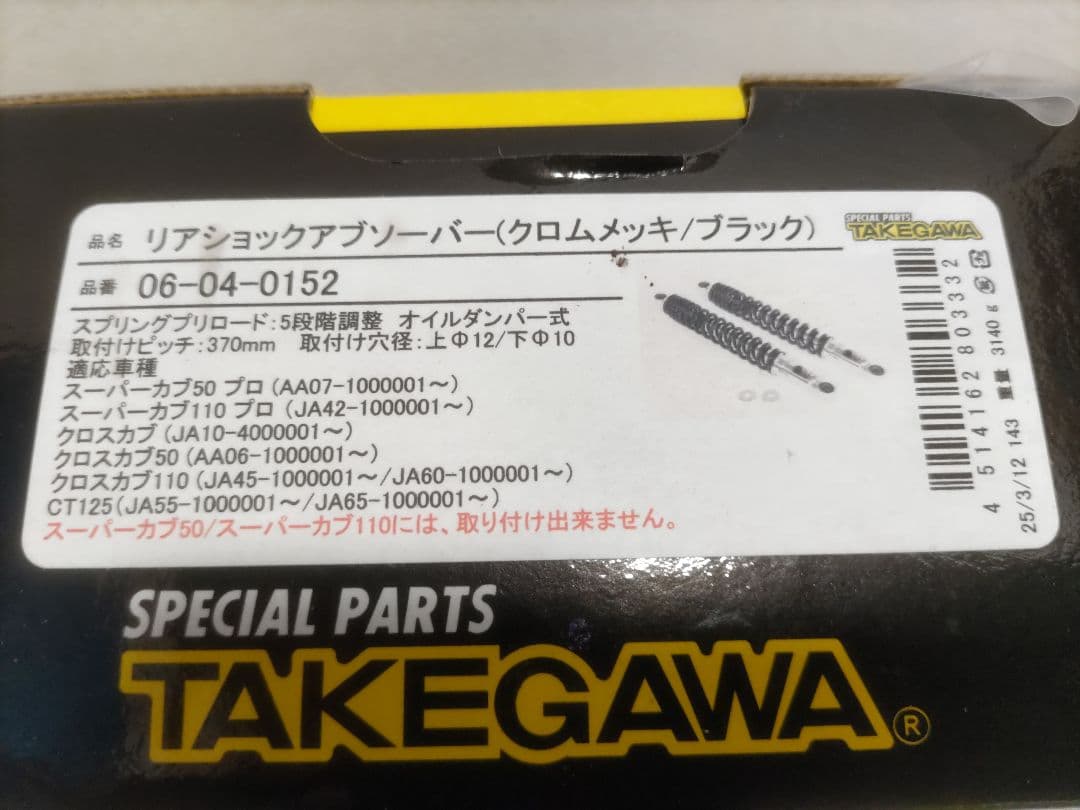 品名 リアショックアブソーバー(クロムメッキ/ブラック)
SPECIAL PARTS
TAKEGAWA
品番 06-04-0152
スプリングプリロード:5段階調整 オイルダンパー式
取付けピッチ:370mm 取付け穴径:上Φ12/下Φ10
適応車種
スーパーカブ50 プロ (AA07-1000001～)
スーパーカブ110 プロ (JA42-1000001～)
クロスカブ (JA10-4000001～)
クロスカブ50 (AA06-1000001～)
クロスカブ110 (JA45-1000001～/JA60-1000001～)
CT125(JA55-1000001～/JA65-1000001～)
スーパーカブ50/スーパーカブ110には、取り付け出来ません。
4 514162 803332
25/3/12 143 重量 3140 g
SPECIAL PARTS
TAKEGAWA®